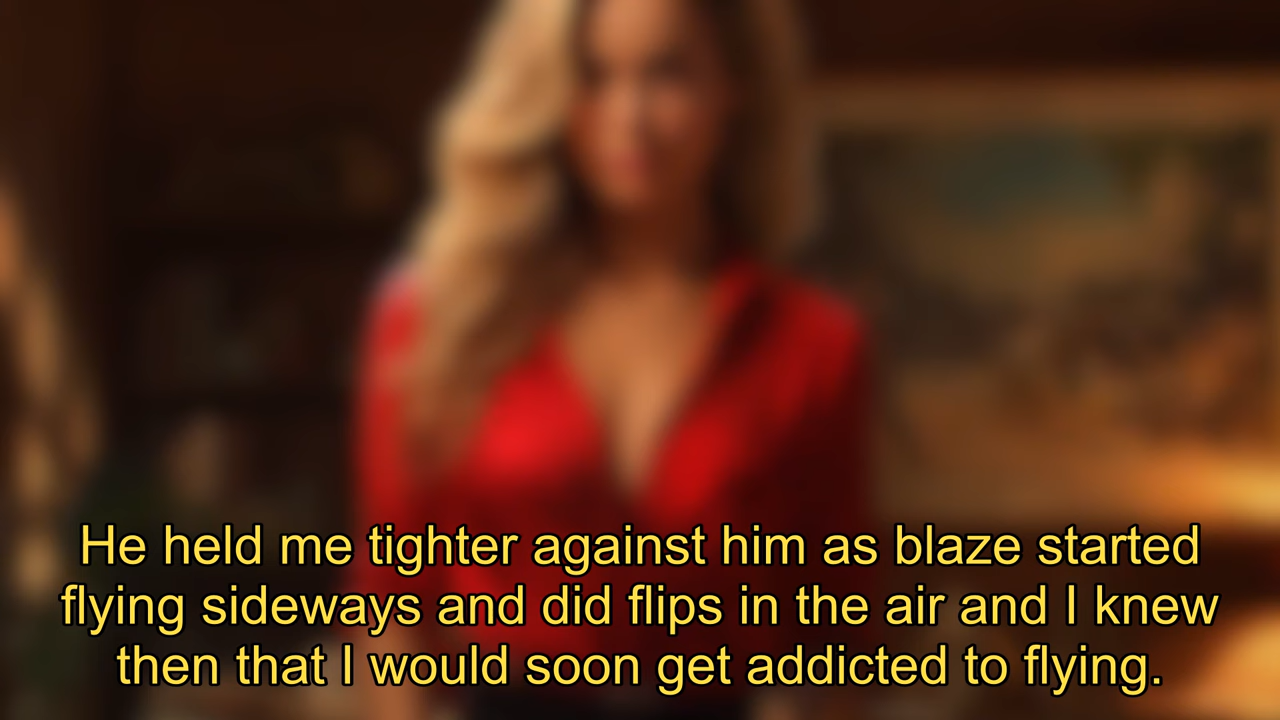 He held me tighter against him as blaze started
flying sideways and did flips in the air and I knew
then that I would soon get addicted to flying.